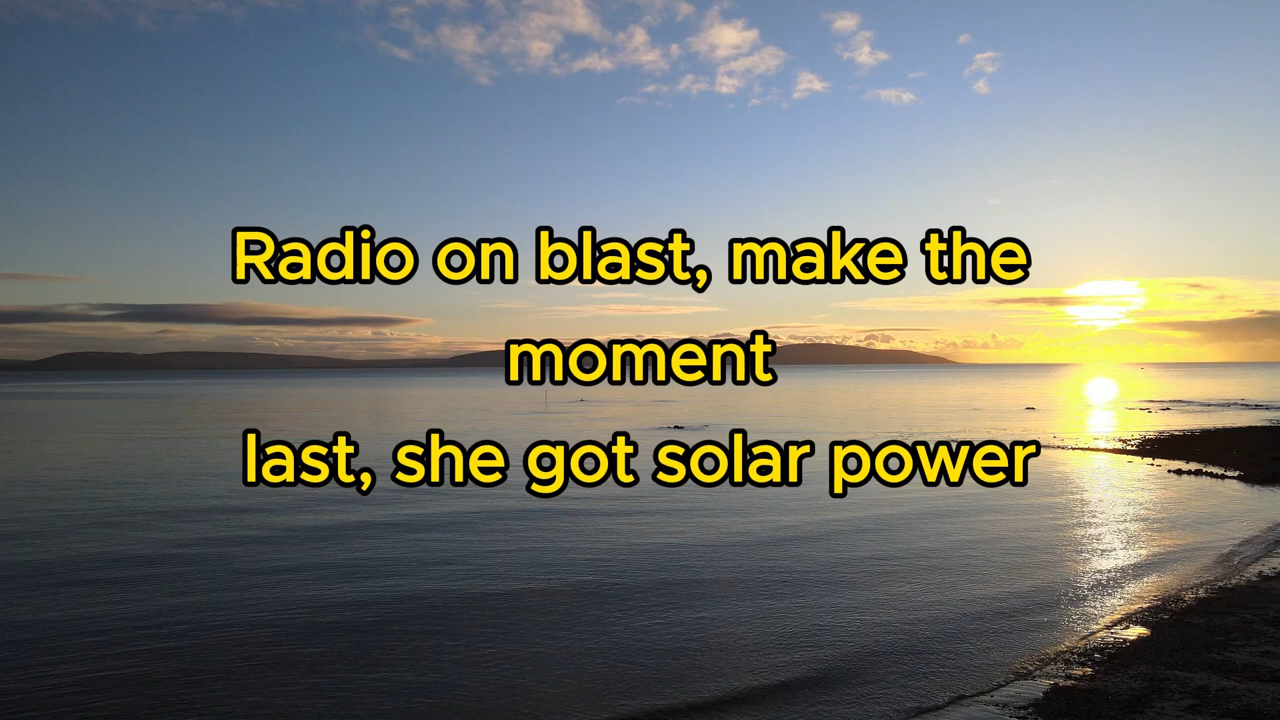 Radio on blast, make the
moment
last, she got solar power